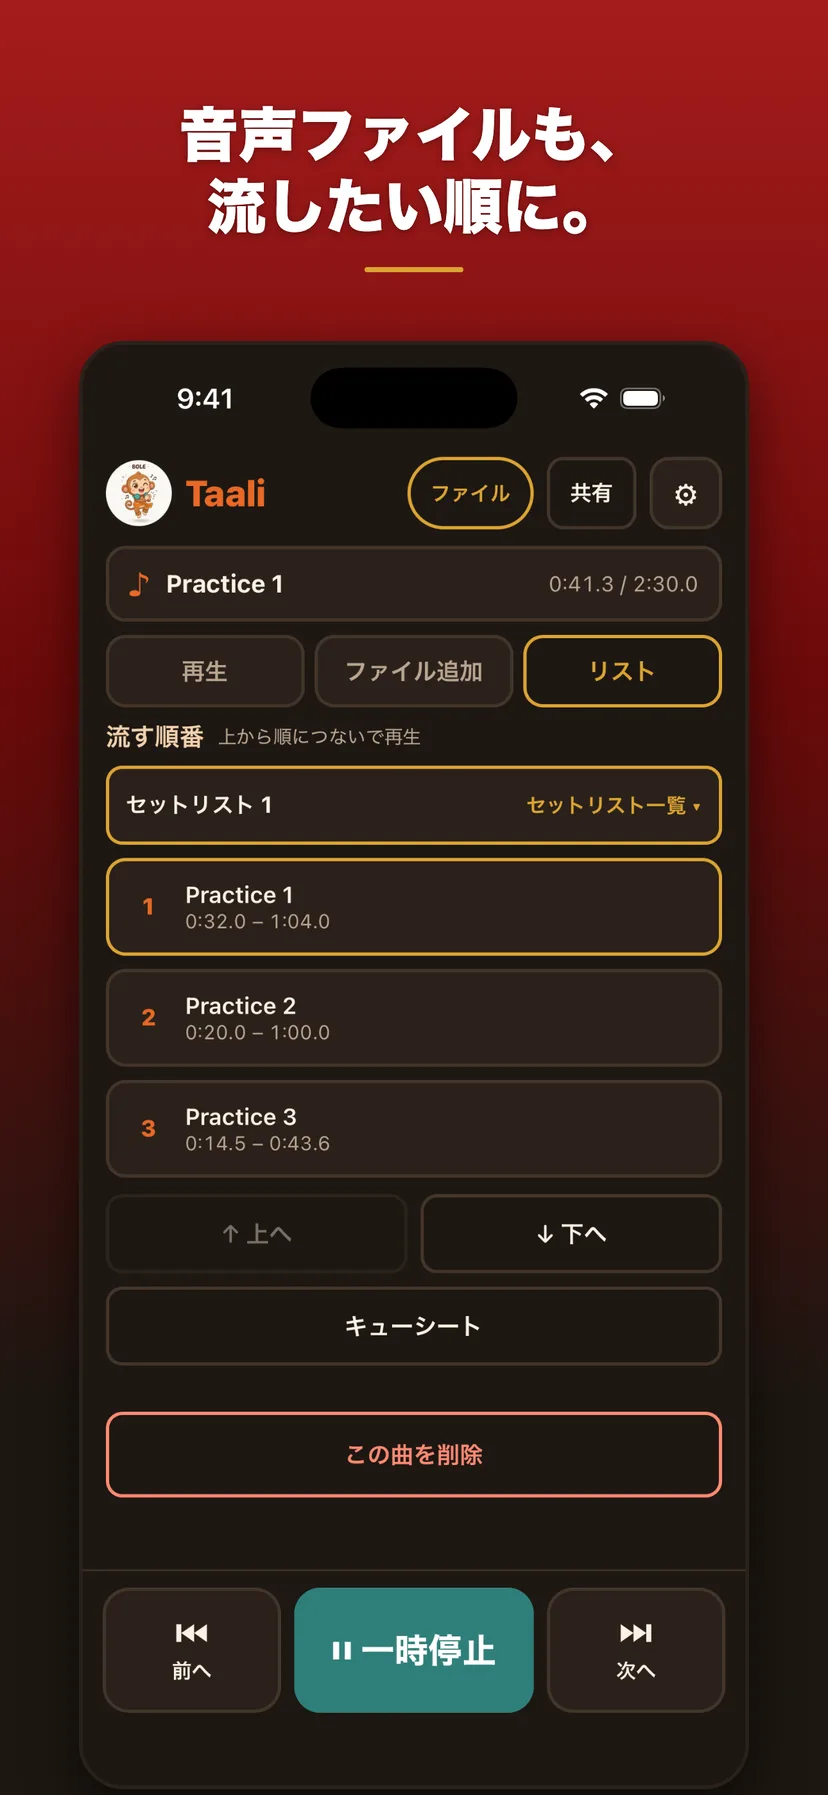 音声ファイルも、
流したい順に。
9:41
BOLE
Taali
ファイル
共有
♪ Practice 1
0:41.3 / 2:30.0
再生
ファイル追加
リスト
流す順番 上から順につないで再生
セットリスト 1
セットリスト一覧 ▾
1
Practice 1
0:32.0 – 1:04.0
2
Practice 2
0:20.0 – 1:00.0
3
Practice 3
0:14.5 – 0:43.6
↑ 上へ
↓ 下へ
キューシート
この曲を削除
前へ
一時停止
次へ